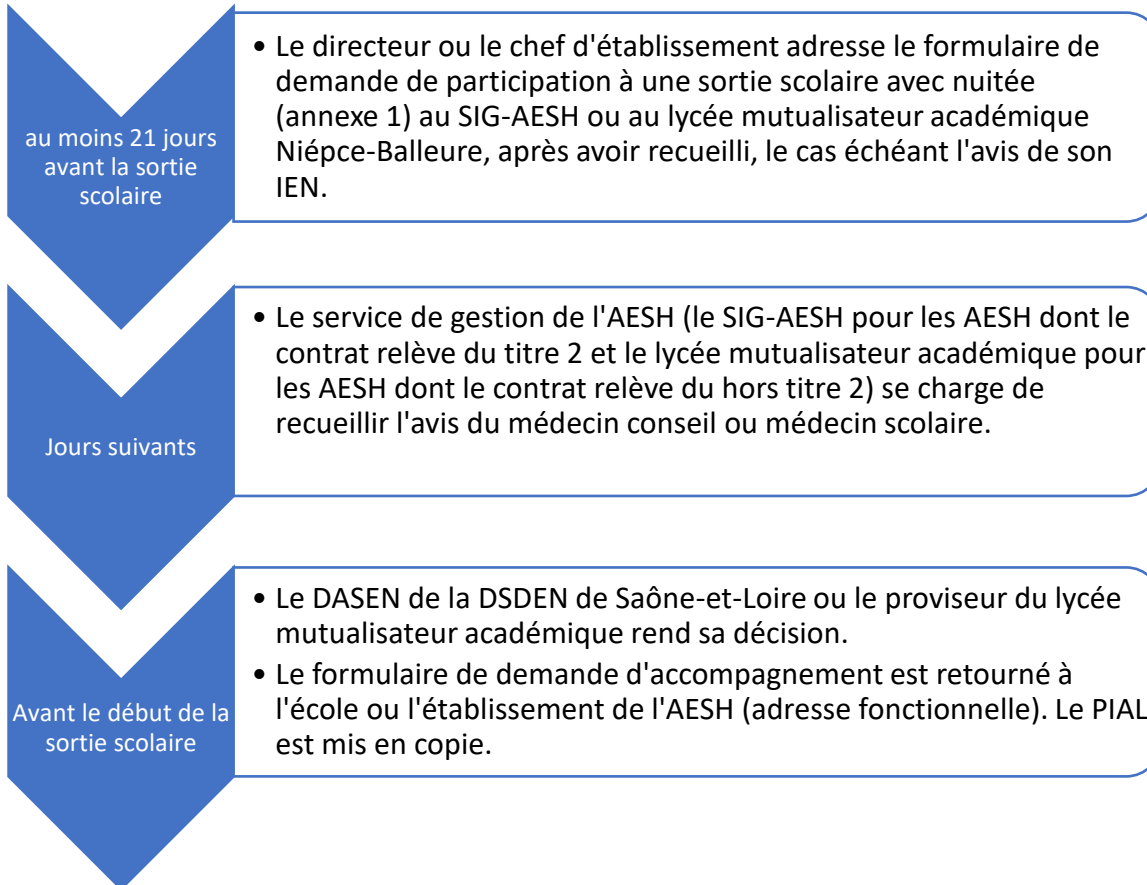 au moins 21 jours
avant la sortie
scolaire
• Le directeur ou le chef d'établissement adresse le formulaire de
demande de participation à une sortie scolaire avec nuitée
(annexe 1) au SIG-AESH ou au lycée mutualisateur académique
Niépce-Balleure, après avoir recueilli, le cas échéant l'avis de son
IEN.
Jours suivants
• Le service de gestion de l'AESH (le SIG-AESH pour les AESH dont le
contrat relève du titre 2 et le lycée mutualisateur académique pour
les AESH dont le contrat relève du hors titre 2) se charge de
recueillir l'avis du médecin conseil ou médecin scolaire.
Avant le début de la
sortie scolaire
• Le DASEN de la DSDEN de Saône-et-Loire ou le proviseur du lycée
mutualisateur académique rend sa décision.
• Le formulaire de demande d'accompagnement est retourné à
l'école ou l'établissement de l'AESH (adresse fonctionnelle). Le PIAL
est mis en copie.